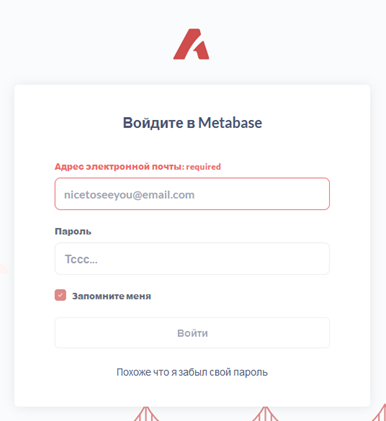 Войдите в Metabase
Адрес электронной почты: required
nicetoseeyou@email.com
Пароль
Тссс...
Запомните меня
Войти
Похоже что я забыл свой пароль